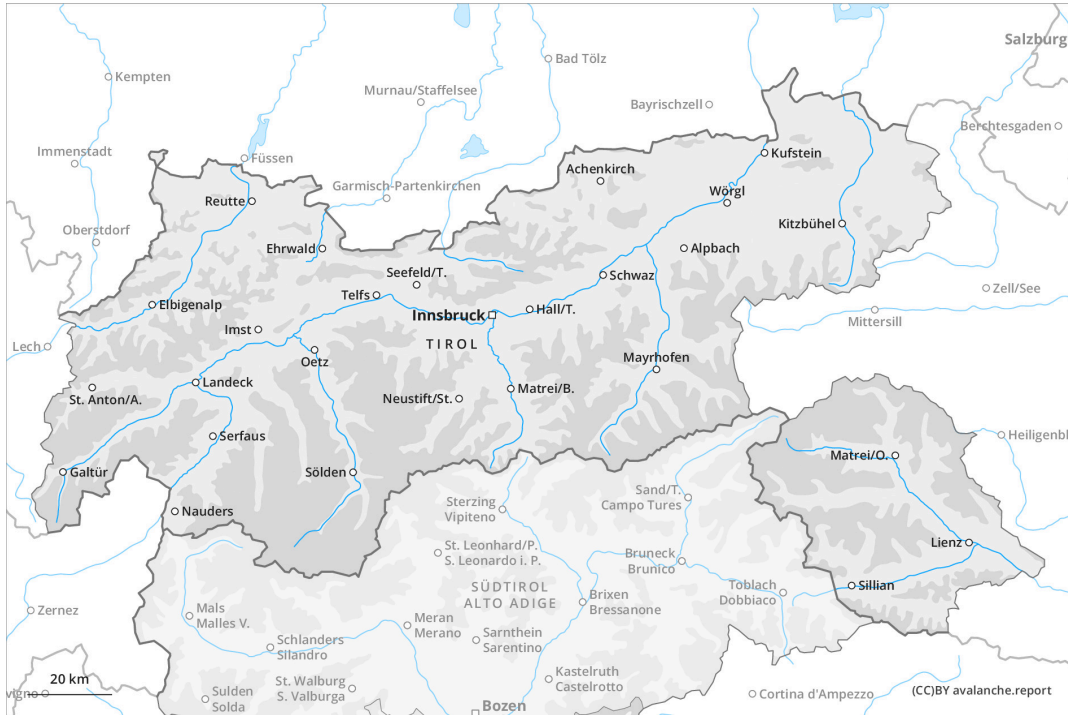 Salzburg
Kempten
Bad Tölz
Murnau/Staffelsee
Bayrischzell
Berchtesgaden
Immenstadt
Füssen
Kufstein
Achenkirch
Garmisch-Partenkirchen
Wörgl
Reutte
Oberstdorf
Kitzbühel
Ehrwald
Alpbach
Seefeld/T.
Schwaz
Zell/See
Telfs
Elbigenalp
Hall/T.
Innsbruck
Mittersill
Imst
TIROL
Lech
Oetz
Mayrhofen
Landeck
St. Anton/A.
Matrei/B.
Neustift/St.
Serfaus
Heiligenbl
Matrei/O.
Galtür
Sölden
Sand/T.
Campo Tures
Sterzing
Vipiteno
Nauders
Lienz
St. Leonhard/P.
S. Leonardo i. P.
Bruneck
Brunico
SÜDTIROL
ALTO ADIGE
Toblach
Dobbiaco
Sillian
Brixen
Bressanone
Zernez
Mals
Malles V.
Meran
Merano
Schlanders
Silandro
Sarnthein
Sarentino
Kastelruth
Castelrotto
20 km
St. Walburg
S. Valburga
vigno
Sulden
Solda
Cortina d'Ampezzo
(CC)BY avalanche.report
Bozen